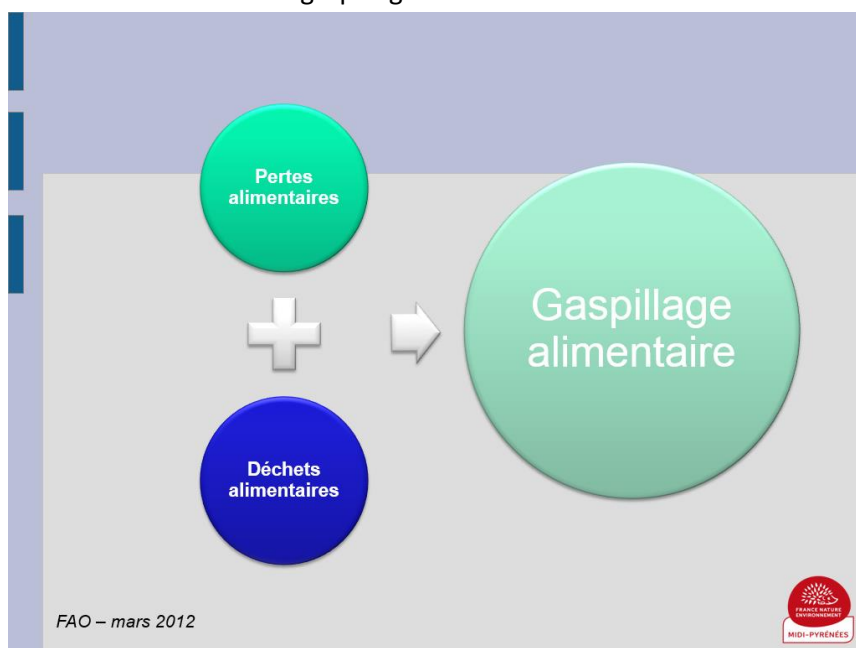 Pertes
alimentaires
Déchets
alimentaires
Gaspillage
alimentaire
FAO – mars 2012
FRANCE NATURE
ENVIRONNEMENT
MIDI-PYRÉNÉES